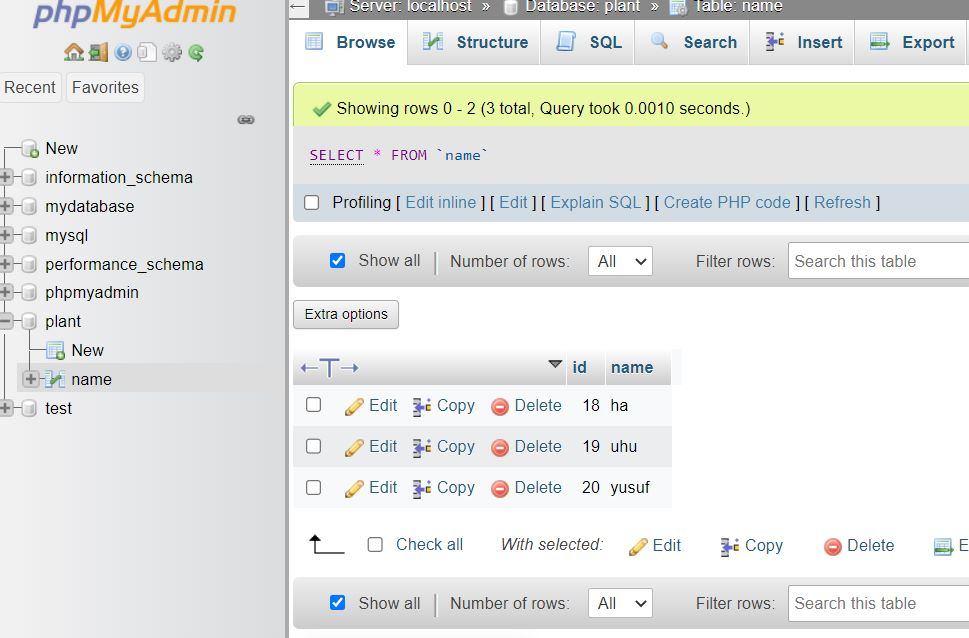 phpMyAdmin
Recent Favorites
New
information_schema
mydatabase
mysql
performance_schema
phpmyadmin
plant
New
name
test
Server: localhost » Database: plant » Table: name
Browse Structure SQL Search Insert Export
Showing rows 0 - 2 (3 total, Query took 0.0010 seconds.)
SELECT * FROM `name`
Profiling [ Edit inline ] [ Edit ] [ Explain SQL ] [ Create PHP code ] [ Refresh ]
Show all | Number of rows: All Filter rows: Search this table
Extra options
←T→ id name
Edit Copy Delete 18 ha
Edit Copy Delete 19 uhu
Edit Copy Delete 20 yusuf
Check all With selected: Edit Copy Delete E
Show all | Number of rows: All Filter rows: Search this table